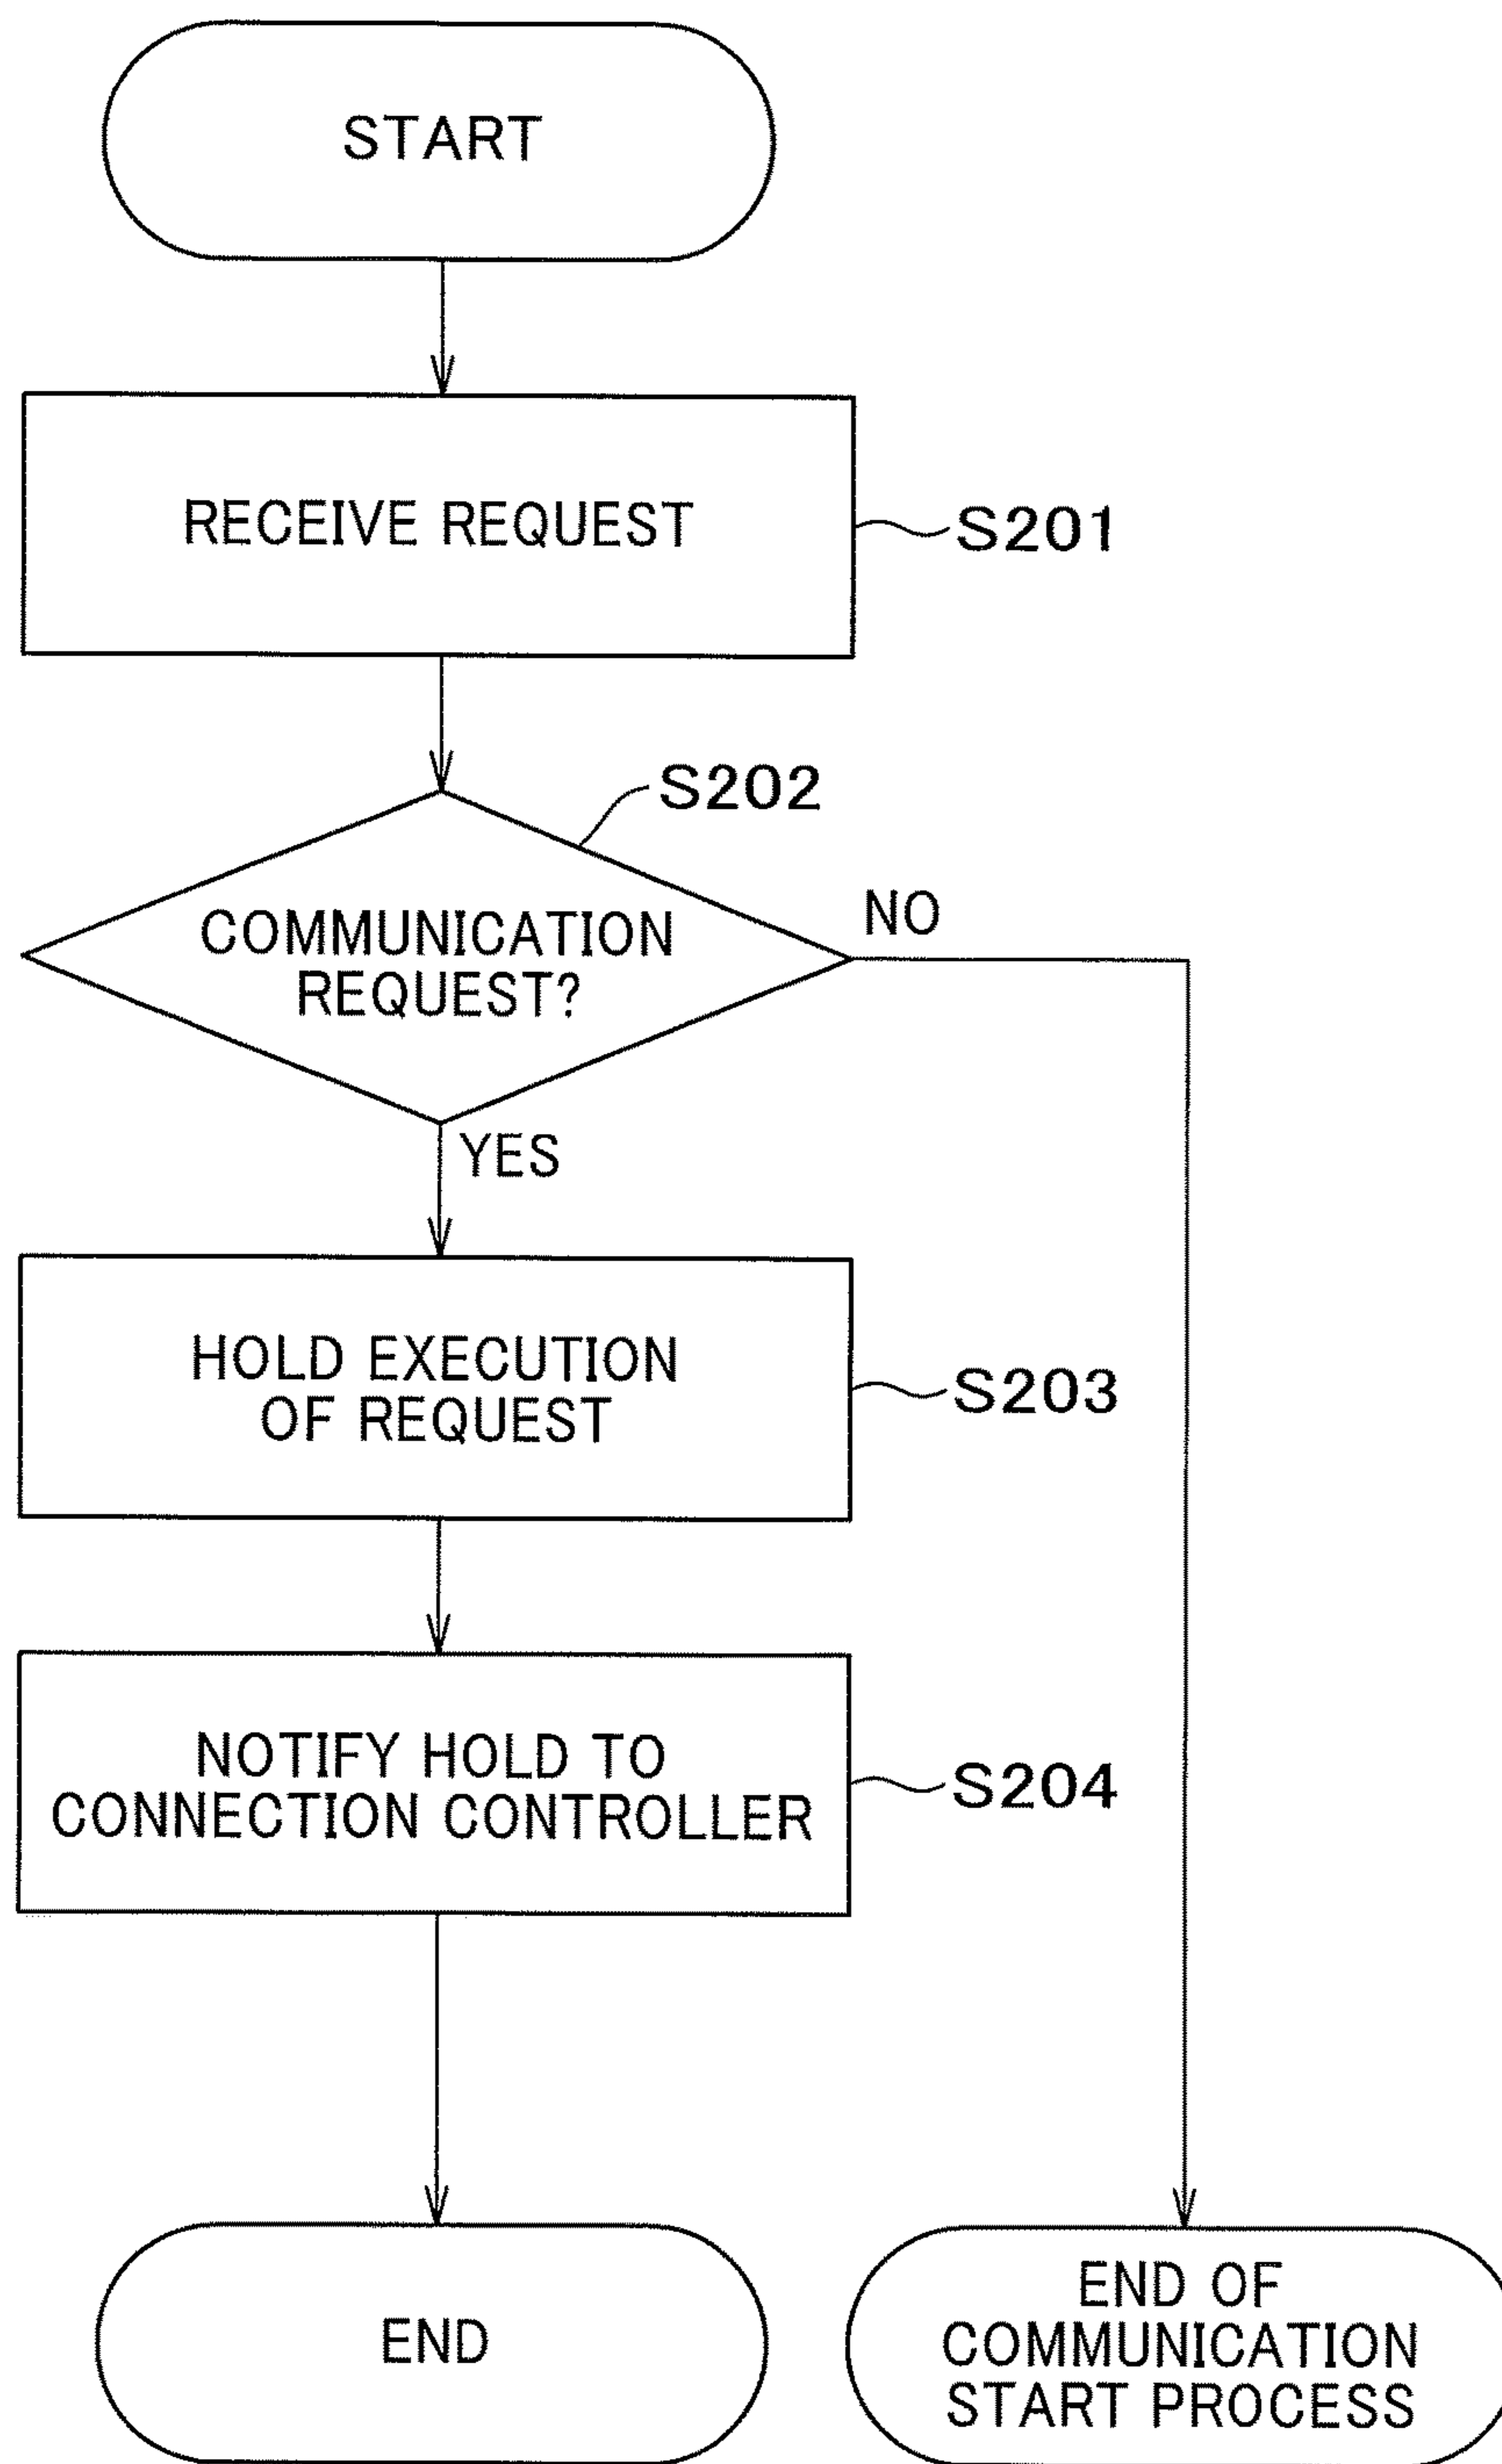 START
RECEIVE REQUEST
S201
S202
COMMUNICATION
REQUEST?
NO
YES
HOLD EXECUTION
OF REQUEST
S203
NOTIFY HOLD TO
CONNECTION CONTROLLER
S204
END
END OF
COMMUNICATION
START PROCESS